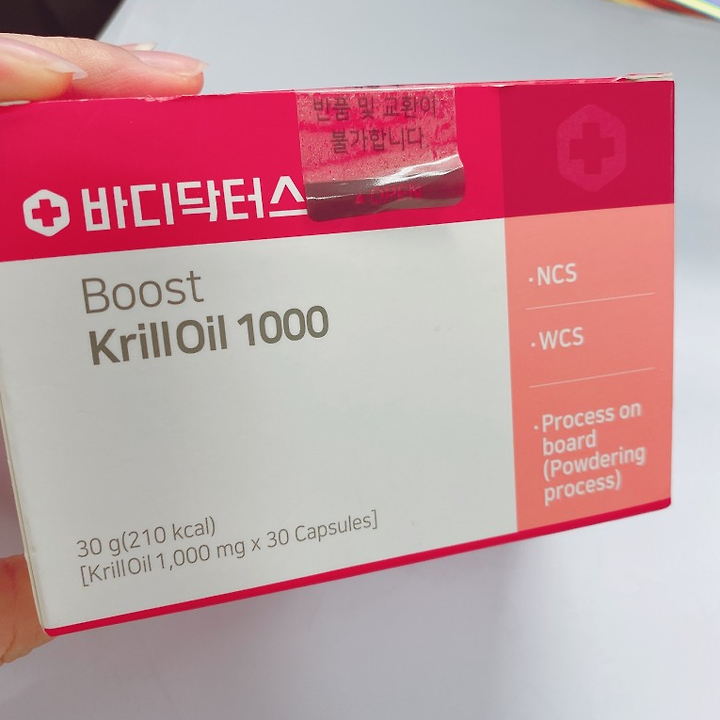 반품 및 교환이
불가합니다
OPEN
바디닥터스
Boost
KrillOil 1000
30 g(210 kcal)
[KrillOil 1,000 mg x 30 Capsules]
·NCS
·WCS
·Process on
board
(Powdering
process)